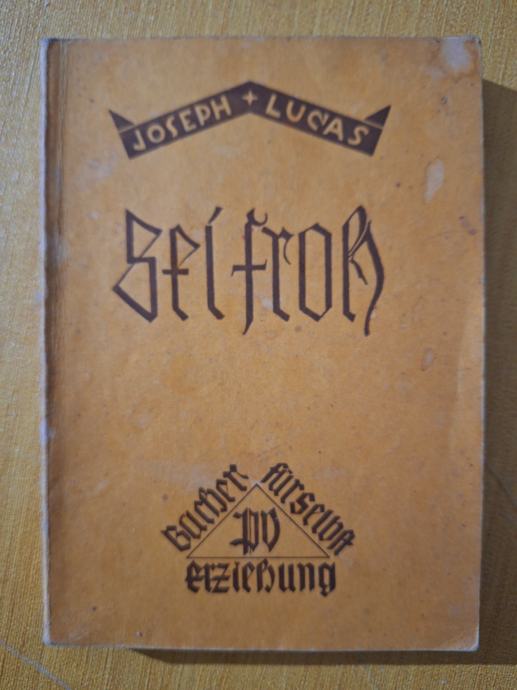 JOSEPH + LUCAS
Sei froh
Bücher für Selbst
PV
erziehung